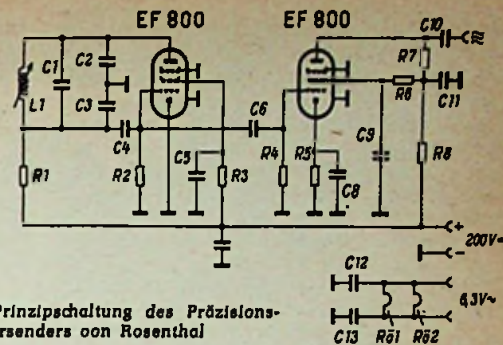 EF 800 EF 800
C1 C2 C3 L1 C4 C6 R1 R2 C5 R3 R4 R5 C8 C9 R6 R7 C10 C11 R8
+
200V=
-
C12
6,3V~
C13 Rö1 Rö2
Prinzipschaltung des Präzisions-
rsenders von Rosenthal